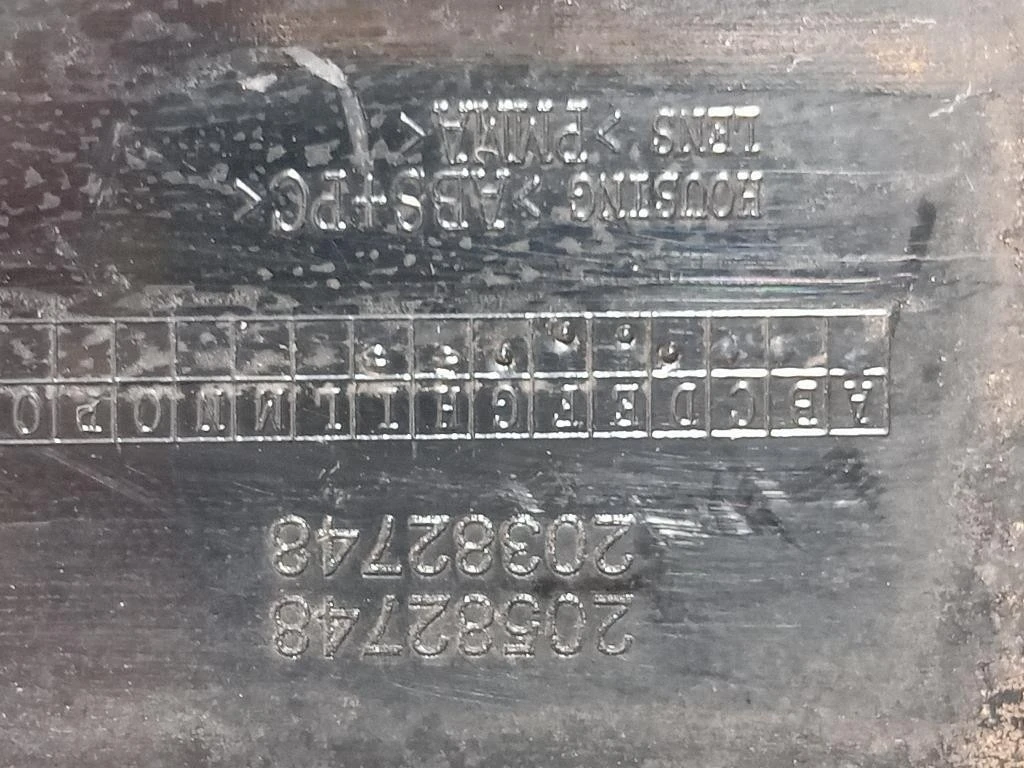 20582748
20382748
A B C D E F G H I L M N O P Q
HOUSING >ABS+PC<
LENS >PMMA<